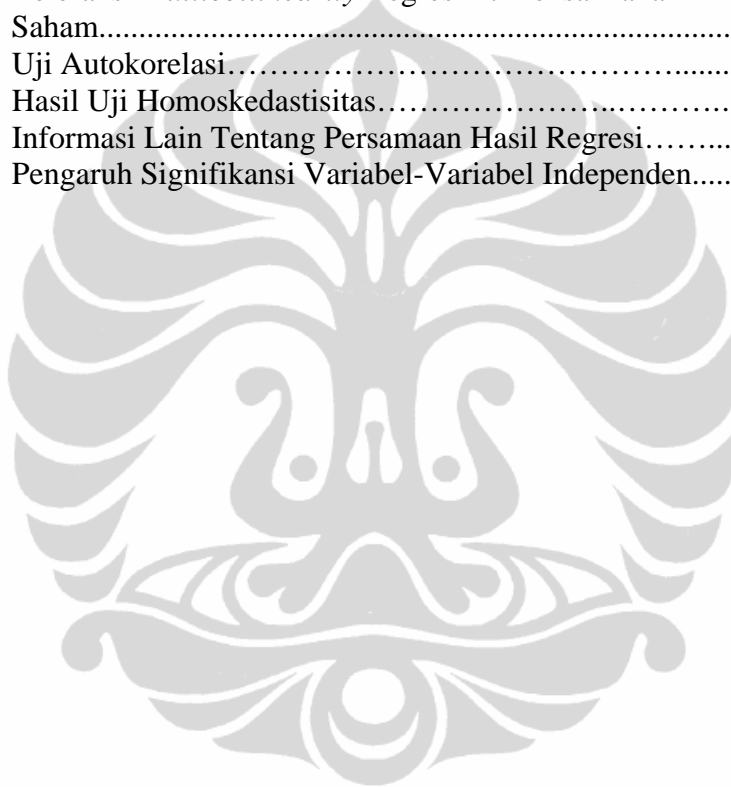 Saham...........................................................................
Uji Autokorelasi…………………………………….......
Hasil Uji Homoskedastisitas…………………...………..
Informasi Lain Tentang Persamaan Hasil Regresi……...
Pengaruh Signifikansi Variabel-Variabel Independen.....